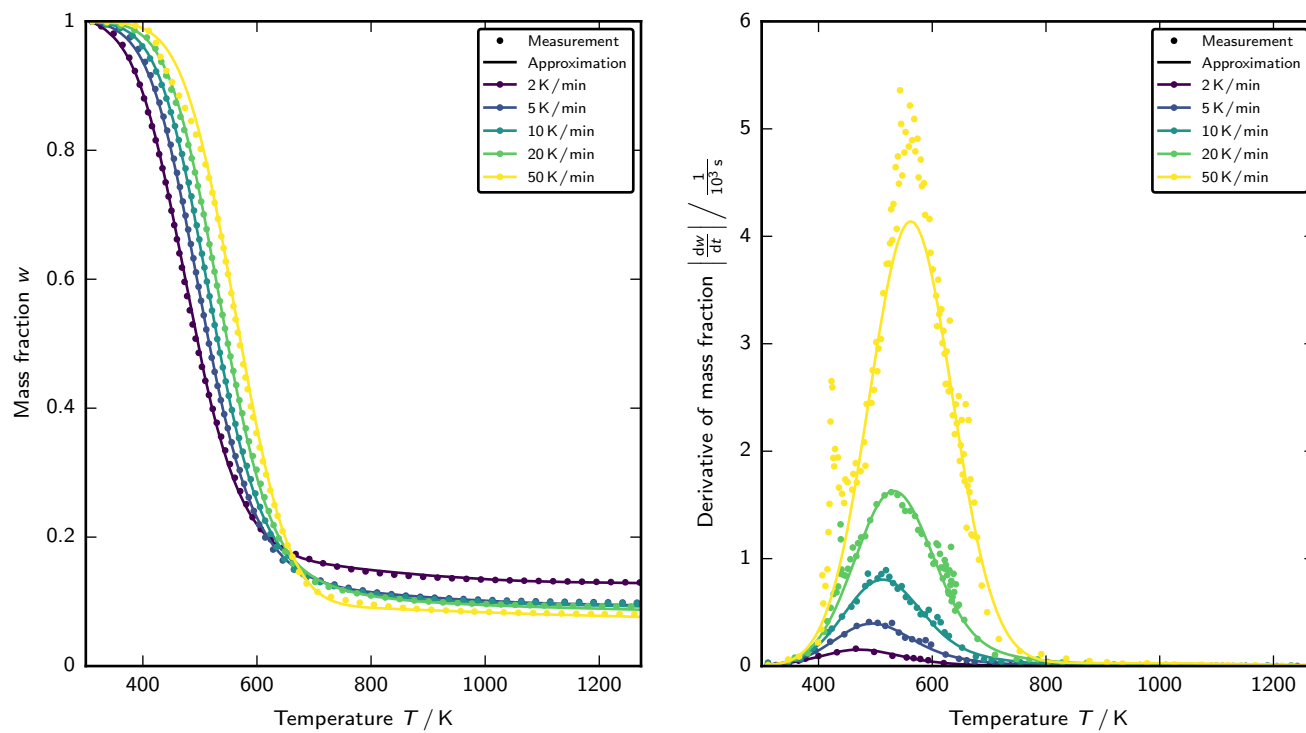 1
0.8
0.6
0.4
0.2
0
400
600
800
1000
1200
Temperature T / K
Mass fraction w
Measurement
Approximation
2 K / min
5 K / min
10 K / min
20 K / min
50 K / min
6
5
4
3
2
1
0
400
600
800
1000
1200
Temperature T / K
Derivative of mass fraction |dw/dt| / 1/10³ s
Measurement
Approximation
2 K / min
5 K / min
10 K / min
20 K / min
50 K / min